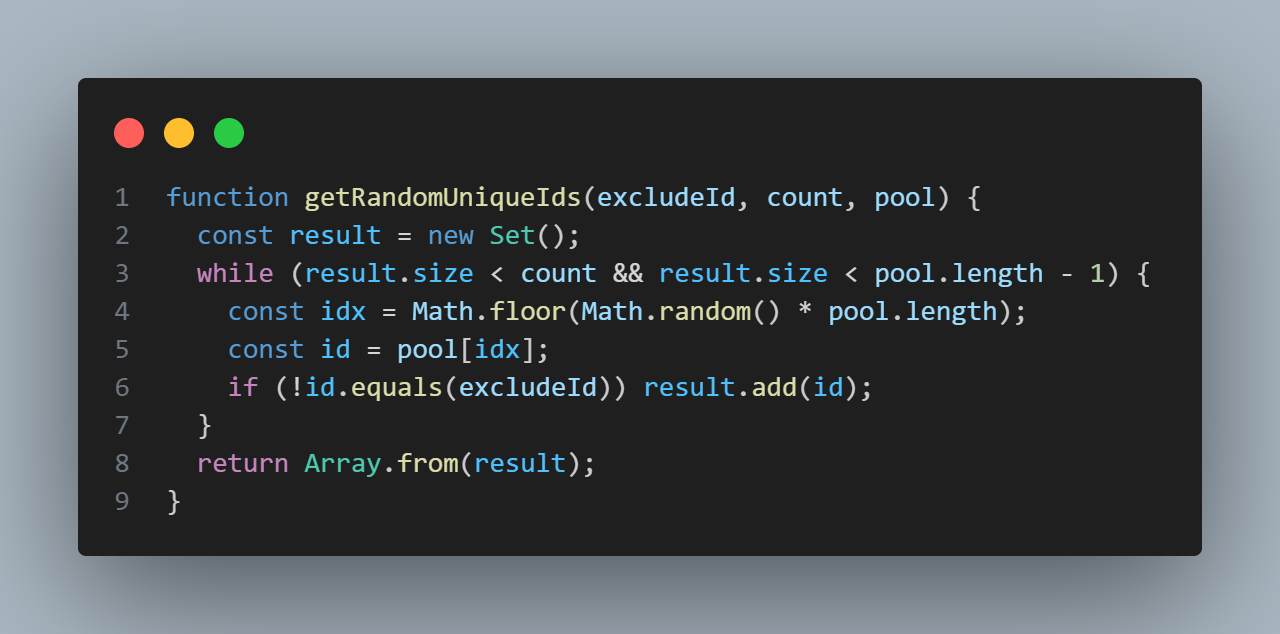 1 function getRandomUniqueIds(excludeId, count, pool) {
2   const result = new Set();
3   while (result.size < count && result.size < pool.length - 1) {
4     const idx = Math.floor(Math.random() * pool.length);
5     const id = pool[idx];
6     if (!id.equals(excludeId)) result.add(id);
7   }
8   return Array.from(result);
9 }